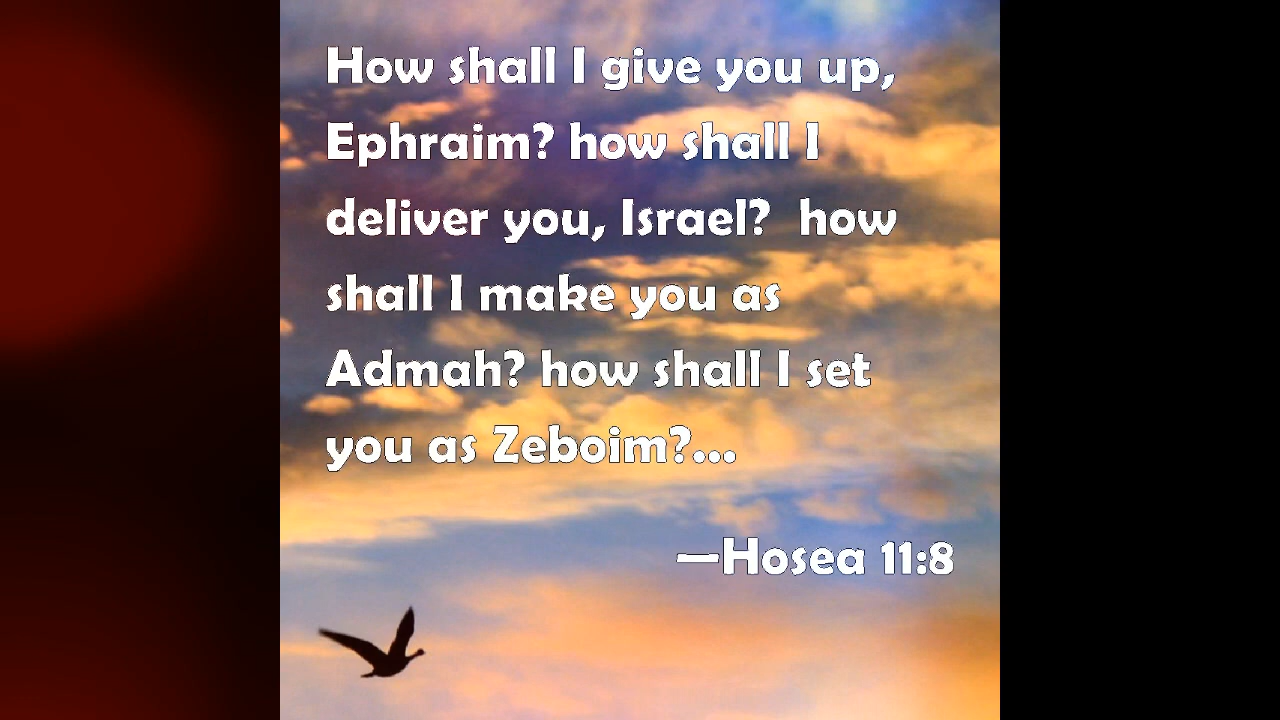 How shall I give you up,
Ephraim? how shall I
deliver you, Israel?  how
shall I make you as
Admah? how shall I set
you as Zeboim?...
—Hosea 11:8